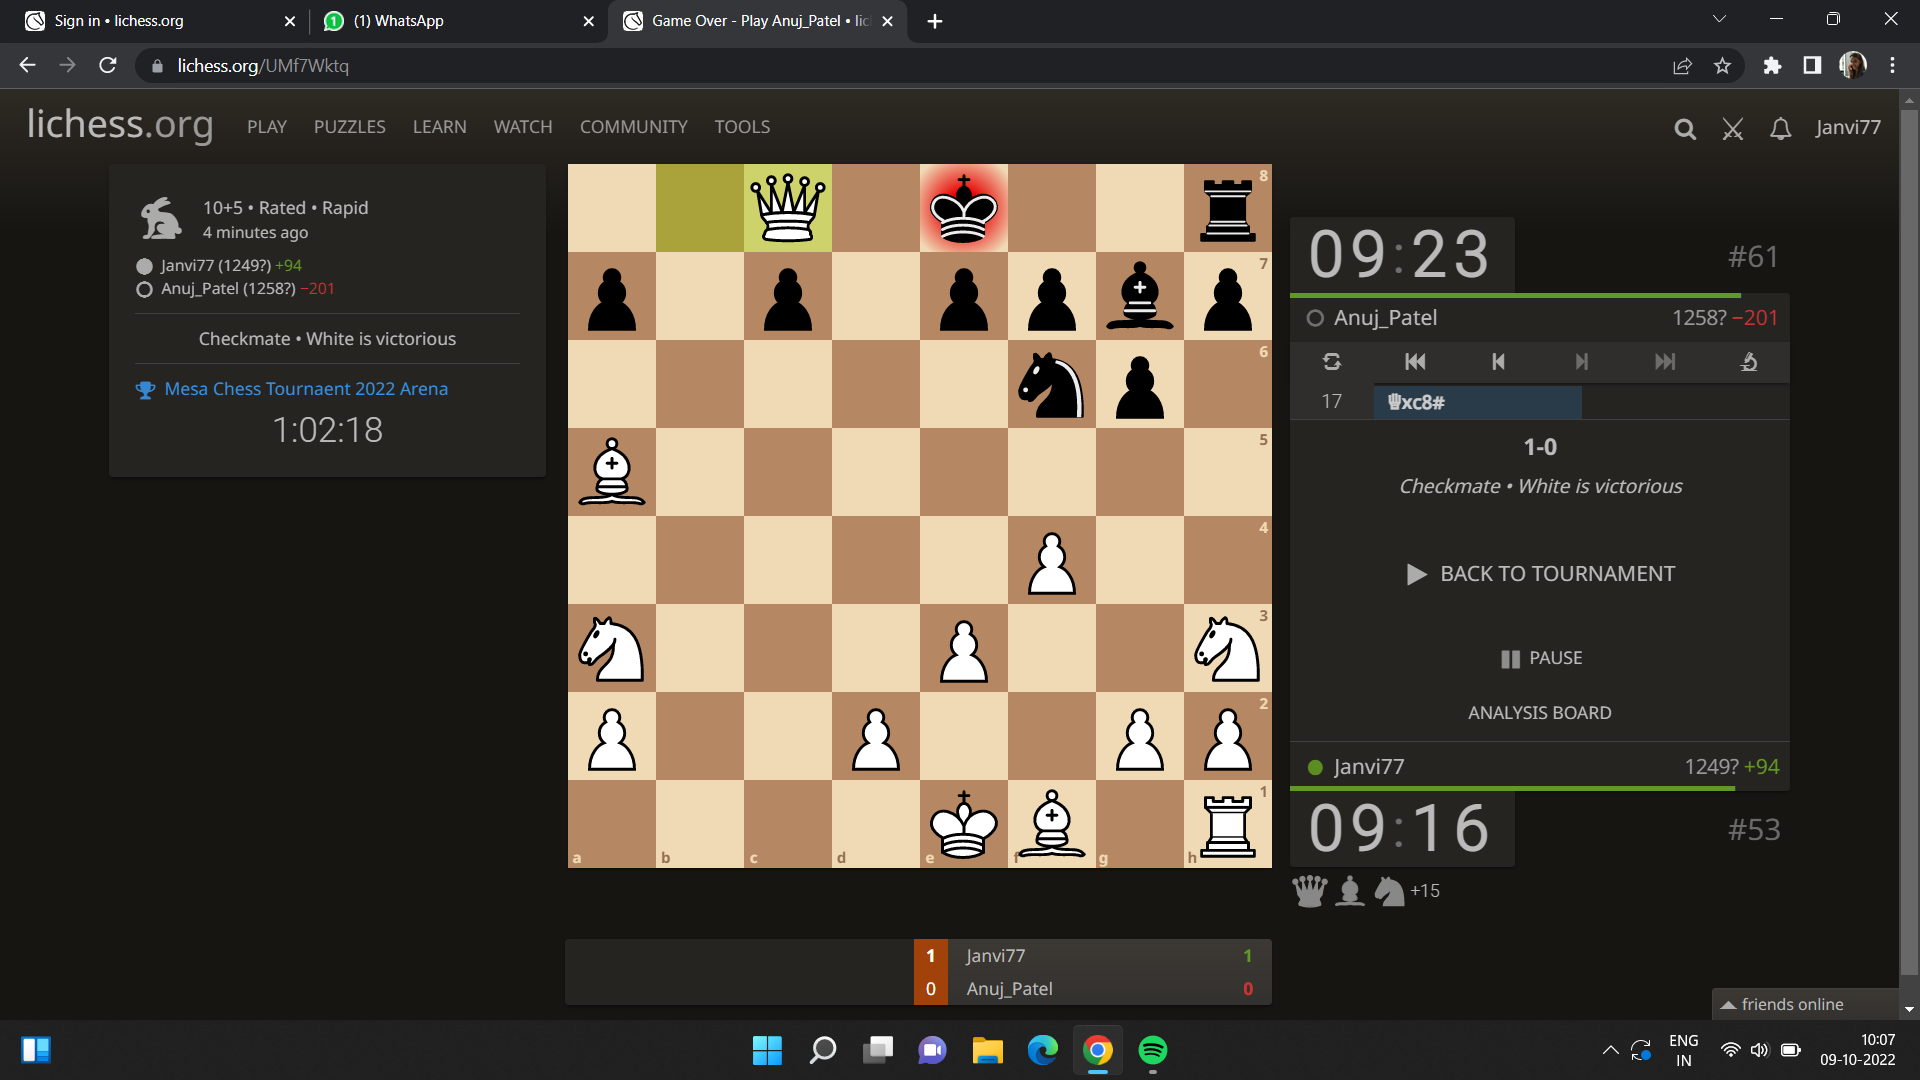 Sign in • lichess.org
(1) WhatsApp
Game Over - Play Anuj_Patel • lic
lichess.org/UMf7Wktq
lichess.org
PLAY
PUZZLES
LEARN
WATCH
COMMUNITY
TOOLS
Janvi77
10+5 • Rated • Rapid
4 minutes ago
Janvi77 (1249?) +94
Anuj_Patel (1258?) −201
Checkmate • White is victorious
Mesa Chess Tournaent 2022 Arena
1:02:18
8
7
6
5
4
3
2
1
a b c d e f g h
09:23
#61
Anuj_Patel 1258? −201
17 ♛xc8#
1-0
Checkmate • White is victorious
BACK TO TOURNAMENT
PAUSE
ANALYSIS BOARD
Janvi77 1249? +94
09:16
#53
+15
1 Janvi77 1
0 Anuj_Patel 0
friends online
ENG
IN
10:07
09-10-2022